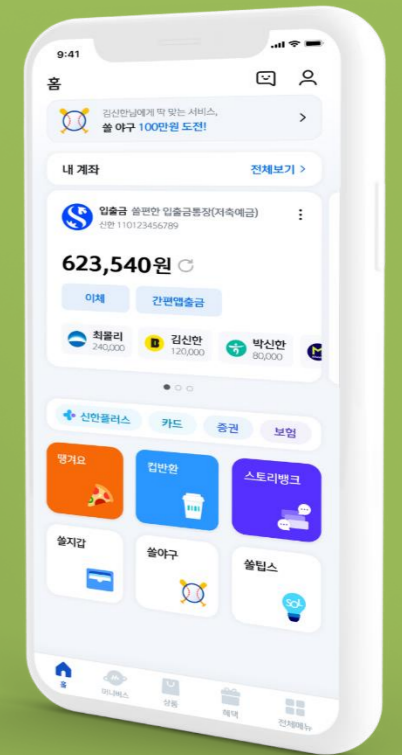 9:41
홈
김신한님에게 딱 맞는 서비스,
쏠 야구 100만원 도전!
내 계좌
전체보기 >
입출금 쏠편한 입출금통장(저축예금)
신한 110123456789
623,540원
이체
간편앱출금
최몰리
240,000
김신한
120,000
박신한
80,000
신한플러스
카드
증권
보험
땡겨요
컵반환
스토리뱅크
쏠지갑
쏠야구
쏠팁스
Sol
홈
상품
혜택
전체메뉴